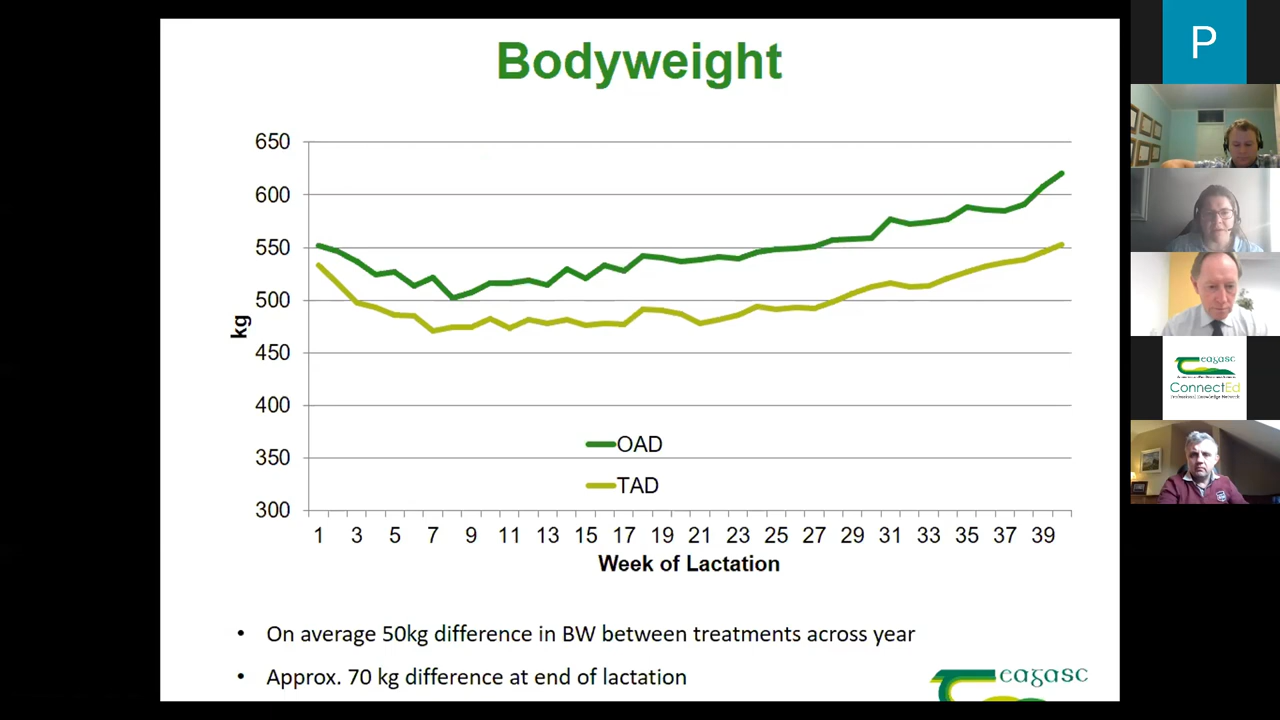 Bodyweight
650
600
550
500
450
400
350
300
kg
OAD
TAD
1 3 5 7 9 11 13 15 17 19 21 23 25 27 29 31 33 35 37 39
Week of Lactation
• On average 50kg difference in BW between treatments across year
• Approx. 70 kg difference at end of lactation
eagasc
P
eagasc
ConnectEd